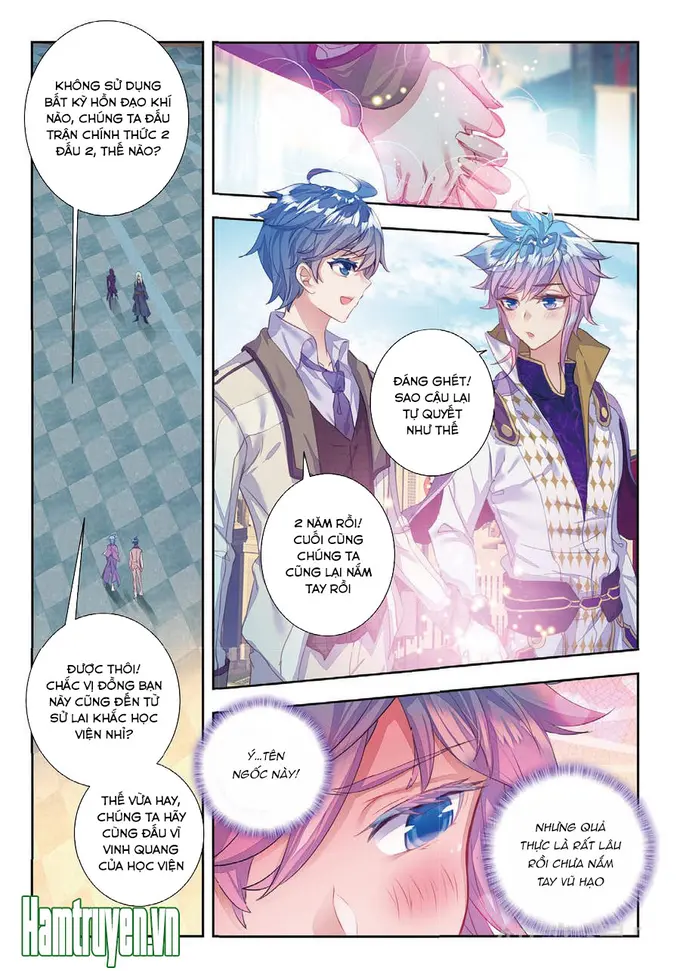 KHÔNG SỬ DỤNG
BẤT KỲ HỒN ĐẠO KHÍ
NÀO, CHÚNG TA ĐẤU
TRẬN CHÍNH THỨC 2
ĐẤU 2, THẾ NÀO?
ĐÁNG GHÉT!
SAO CẬU LẠI
TỰ QUYẾT
NHƯ THẾ
2 NĂM RỒI!
CUỐI CÙNG
CHÚNG TA
CŨNG LẠI NẮM
TAY RỒI
ĐƯỢC THÔI!
CHẮC VỊ ĐỒNG BẠN
NÀY CŨNG ĐẾN TỪ
SỬ LAI KHẮC HỌC
VIỆN NHỈ?
THẾ VỪA HAY,
CHÚNG TA HÃY
CÙNG ĐẤU VÌ
VINH QUANG
CỦA HỌC VIỆN
Ý...TÊN
NGỐC NÀY!
NHƯNG QUẢ
THỰC LÀ RẤT LÂU
RỒI CHƯA NẮM
TAY VŨ HẠO
Hamtruyen.vn